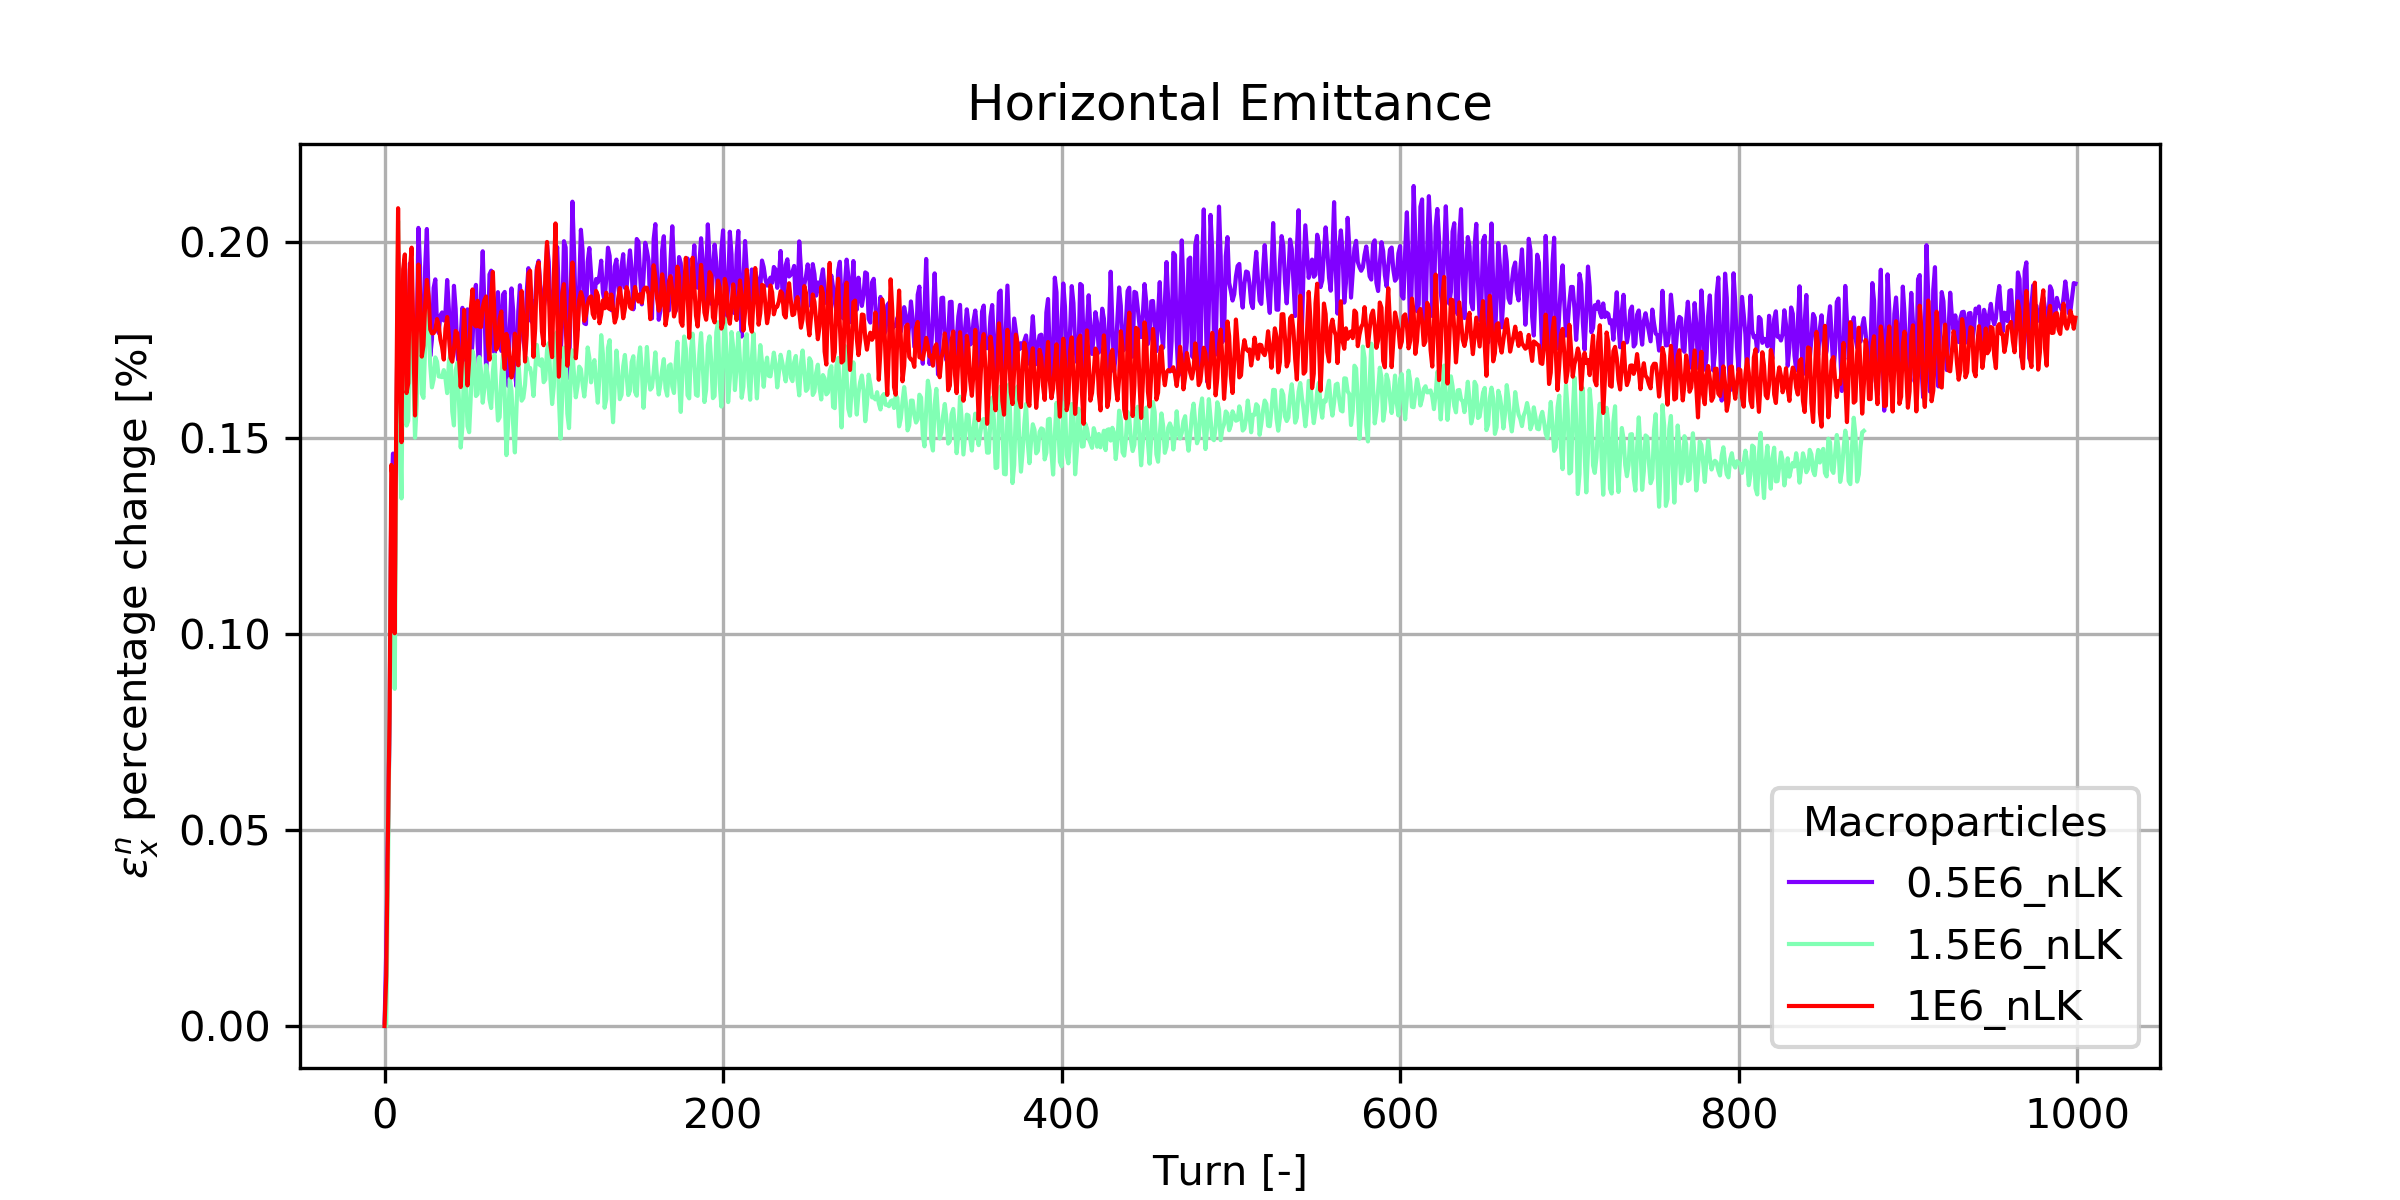 Horizontal Emittance
ε_x^n percentage change [%]
0.20
0.15
0.10
0.05
0.00
Macroparticles
0.5E6_nLK
1.5E6_nLK
1E6_nLK
0 200 400 600 800 1000
Turn [-]